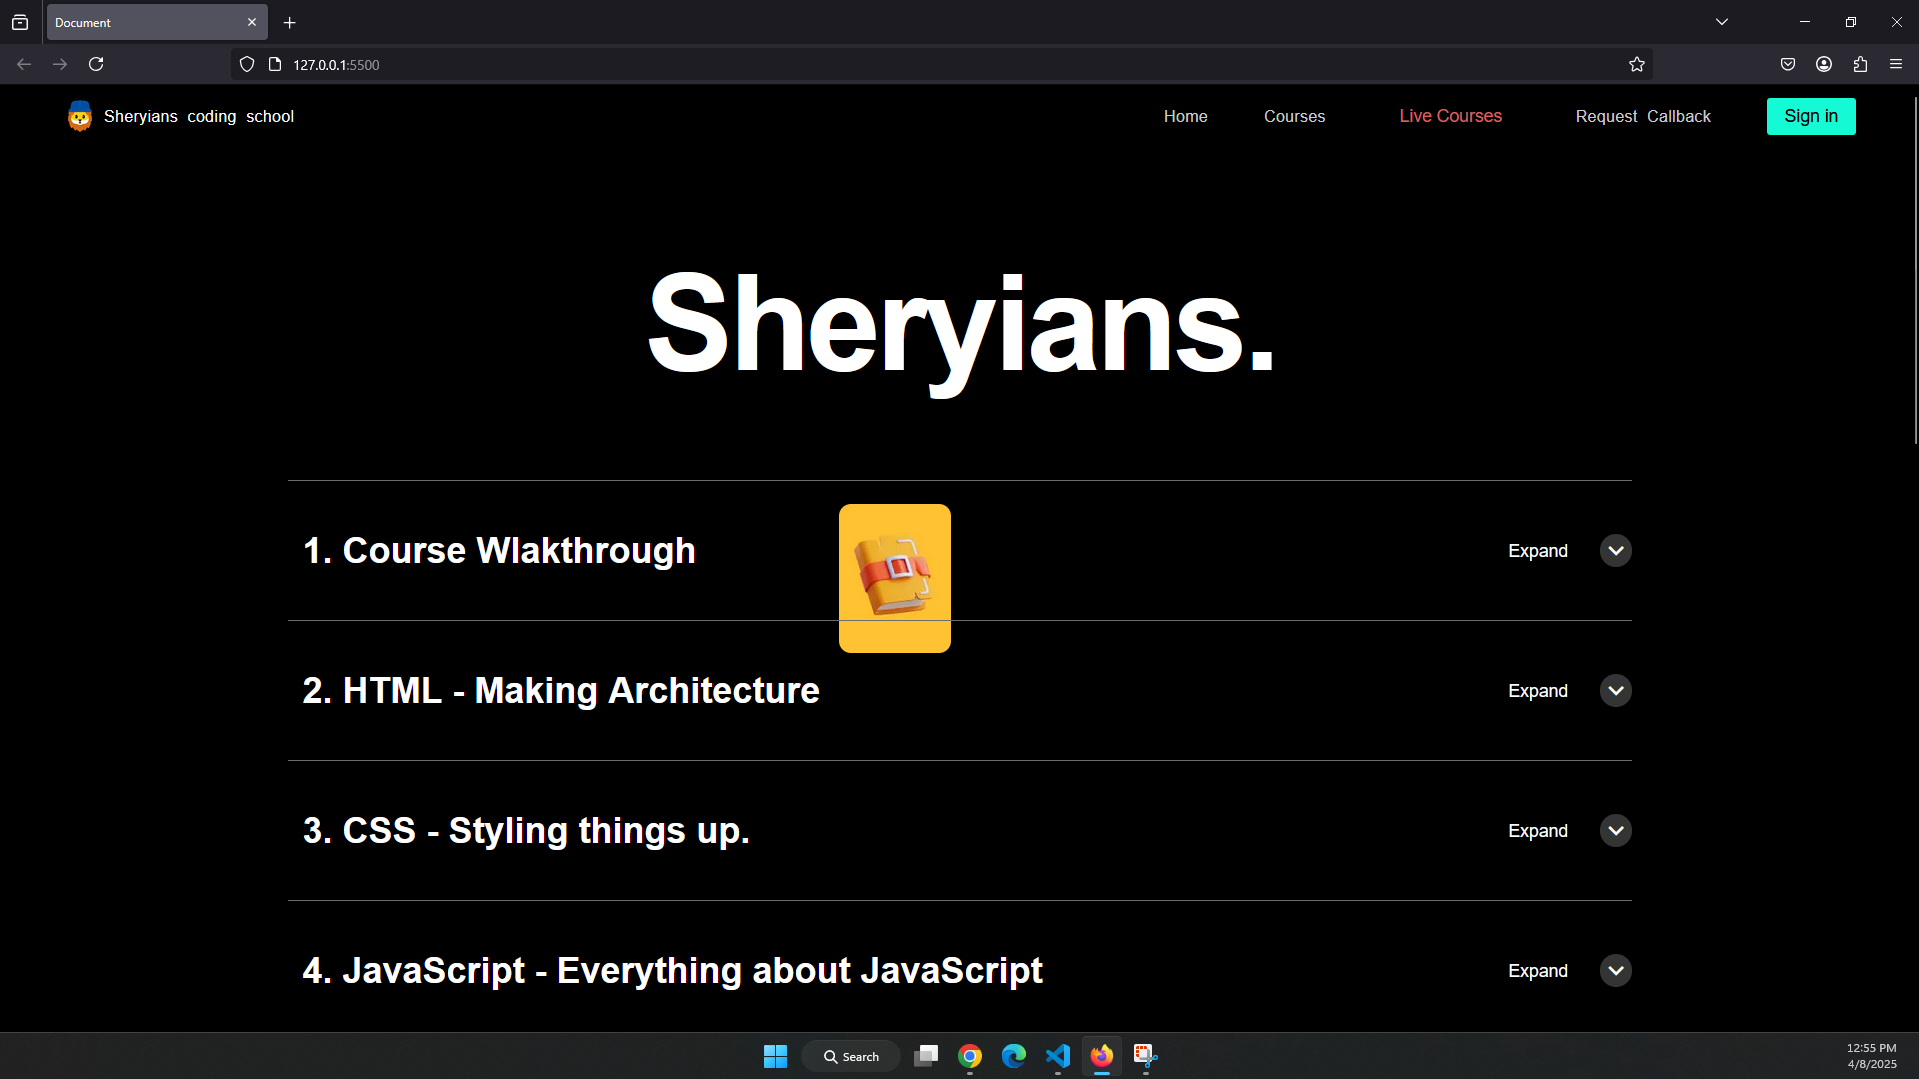 Document
127.0.0.1:5500
Sheryians coding school
Home
Courses
Live Courses
Request Callback
Sign in
Sheryians.
1. Course Wlakthrough
Expand
2. HTML - Making Architecture
Expand
3. CSS - Styling things up.
Expand
4. JavaScript - Everything about JavaScript
Expand
Search
12:55 PM
4/8/2025